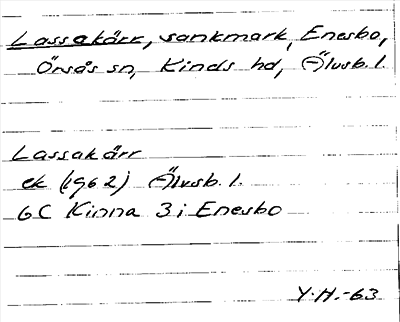 Lassakärr, sankmark, Enesbo,
Örsås sn, Kinds hd, Älvsb. l.
Lassakärr
ek (1962) Älvsb. l.
6C Kinna 3 i Enesbo
Y.H.-63